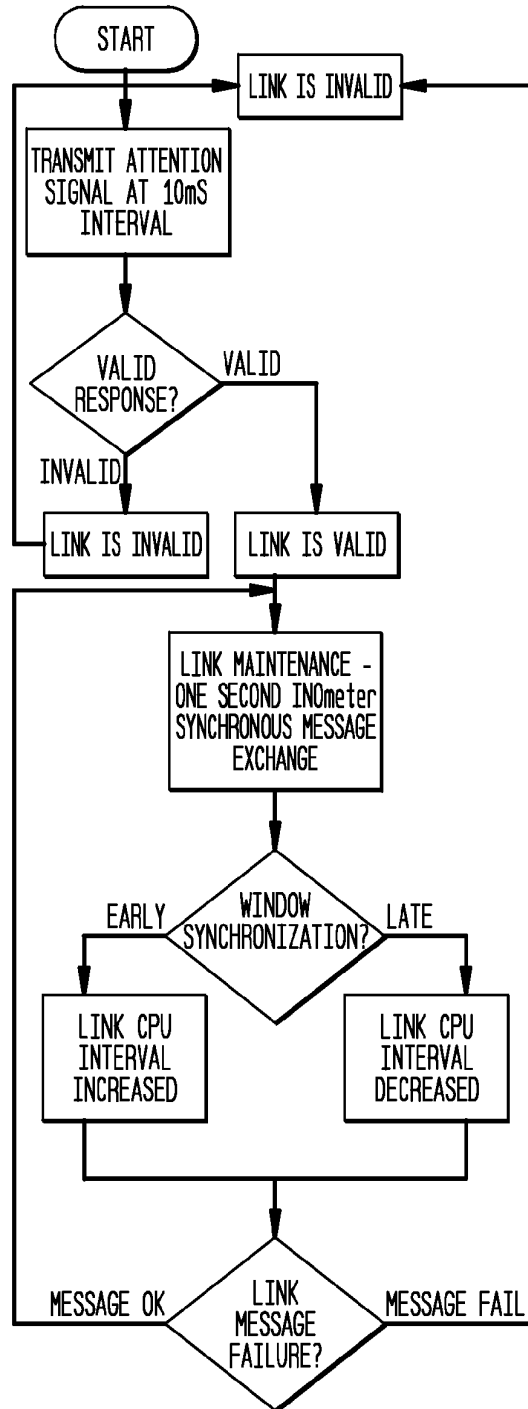 START
LINK IS INVALID
TRANSMIT ATTENTION
SIGNAL AT 10mS
INTERVAL
VALID
RESPONSE?
VALID
INVALID
LINK IS INVALID
LINK IS VALID
LINK MAINTENANCE -
ONE SECOND INOmeter
SYNCHRONOUS MESSAGE
EXCHANGE
WINDOW
SYNCHRONIZATION?
EARLY
LATE
LINK CPU
INTERVAL
INCREASED
LINK CPU
INTERVAL
DECREASED
LINK
MESSAGE
FAILURE?
MESSAGE OK
MESSAGE FAIL